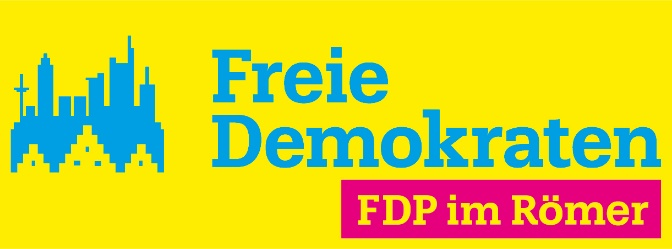 Freie
Demokraten
FDP im Römer